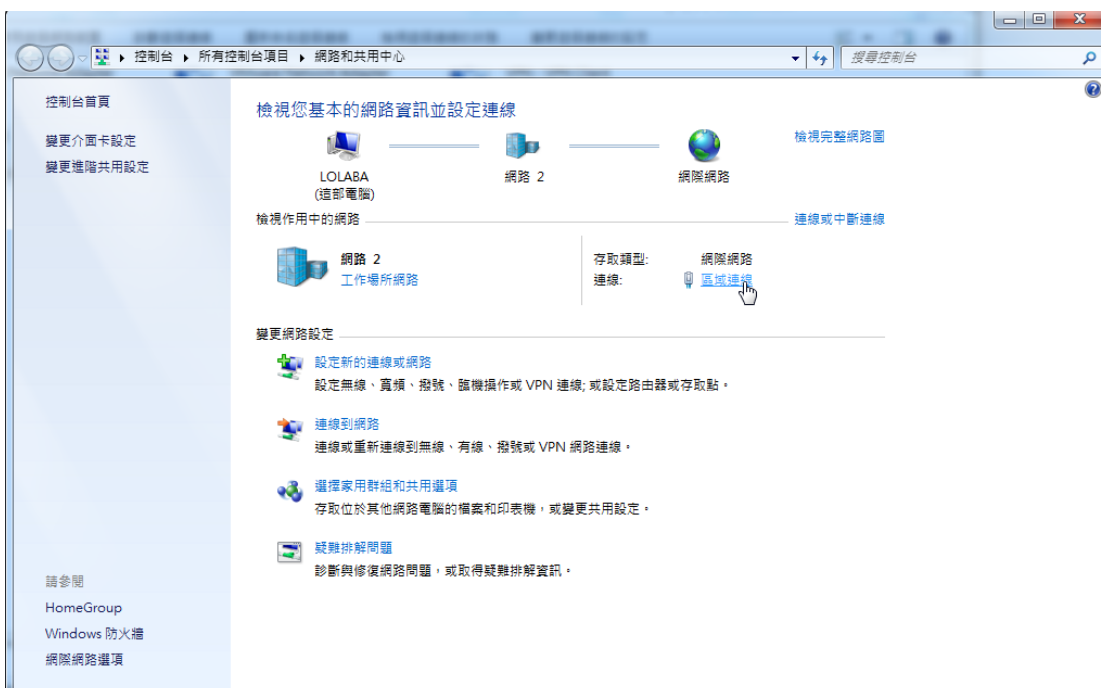 控制台 ▸ 所有控制台項目 ▸ 網路和共用中心
搜尋控制台
控制台首頁
變更介面卡設定
變更進階共用設定
檢視您基本的網路資訊並設定連線
檢視完整網路圖
LOLABA
(這部電腦)
網路 2
網際網路
檢視作用中的網路
連線或中斷連線
網路 2
工作場所網路
存取類型: 網際網路
連線: 區域連線
變更網路設定
設定新的連線或網路
設定無線、寬頻、撥號、臨機操作或 VPN 連線; 或設定路由器或存取點。
連線到網路
連線或重新連線到無線、有線、撥號或 VPN 網路連線。
選擇家用群組和共用選項
存取位於其他網路電腦的檔案和印表機，或變更共用設定。
疑難排解問題
診斷與修復網路問題，或取得疑難排解資訊。
請參閱
HomeGroup
Windows 防火牆
網際網路選項